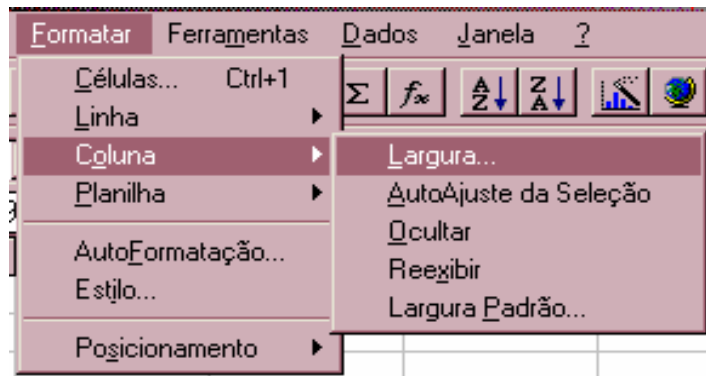 Formatar Ferramentas Dados Janela ?
Células... Ctrl+1
Linha
Coluna
Planilha
AutoFormatação...
Estilo...
Posicionamento
Σ fx A Z Z A
Largura...
AutoAjuste da Seleção
Ocultar
Reexibir
Largura Padrão...